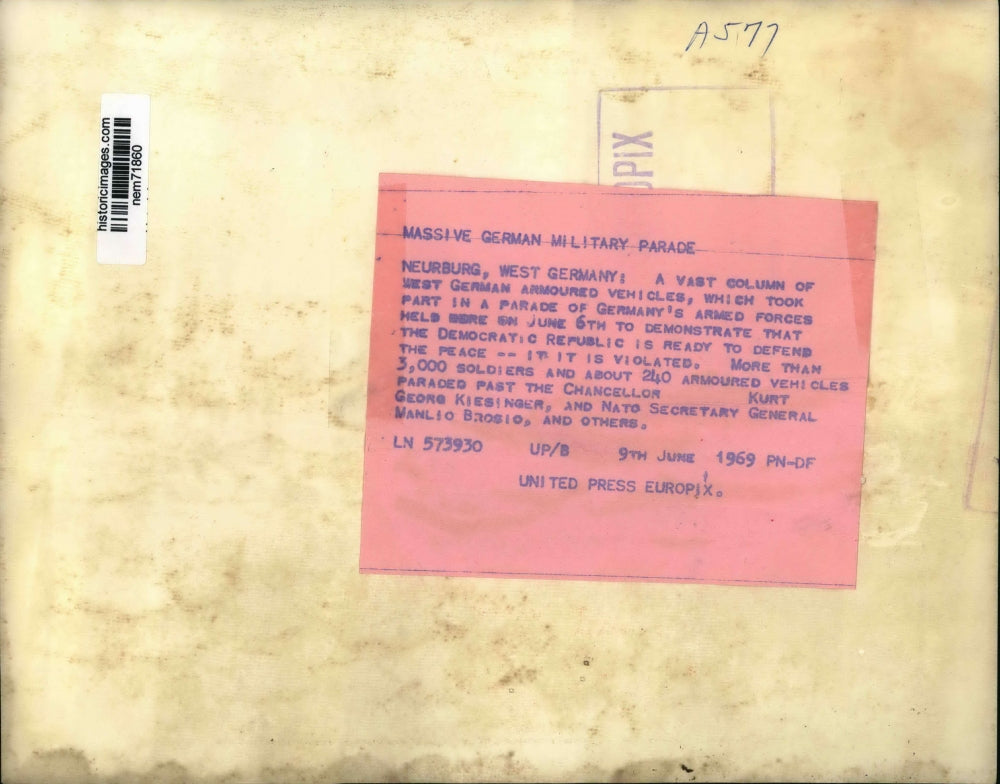 A577
historicimages.com
nem71860
OPIX
MASSIVE GERMAN MILITARY PARADE
NEURBURG, WEST GERMANY: A VAST COLUMN OF
WEST GERMAN ARMOURED VEHICLES, WHICH TOOK
PART IN A PARADE OF GERMANY'S ARMED FORCES
HELD HERE ON JUNE 6TH TO DEMONSTRATE THAT
THE DEMOCRATIC REPUBLIC IS READY TO DEFEND
THE PEACE -- IT IT IS VIOLATED. MORE THAN
3,000 SOLDIERS AND ABOUT 240 ARMOURED VEHICLES
PARADED PAST THE CHANCELLOR KURT
GEORG KIESINGER, AND NATO SECRETARY GENERAL
MANLIO BROSIO, AND OTHERS.
LN 573930 UP/B 9TH JUNE 1969 PN-DF
UNITED PRESS EUROPIX.